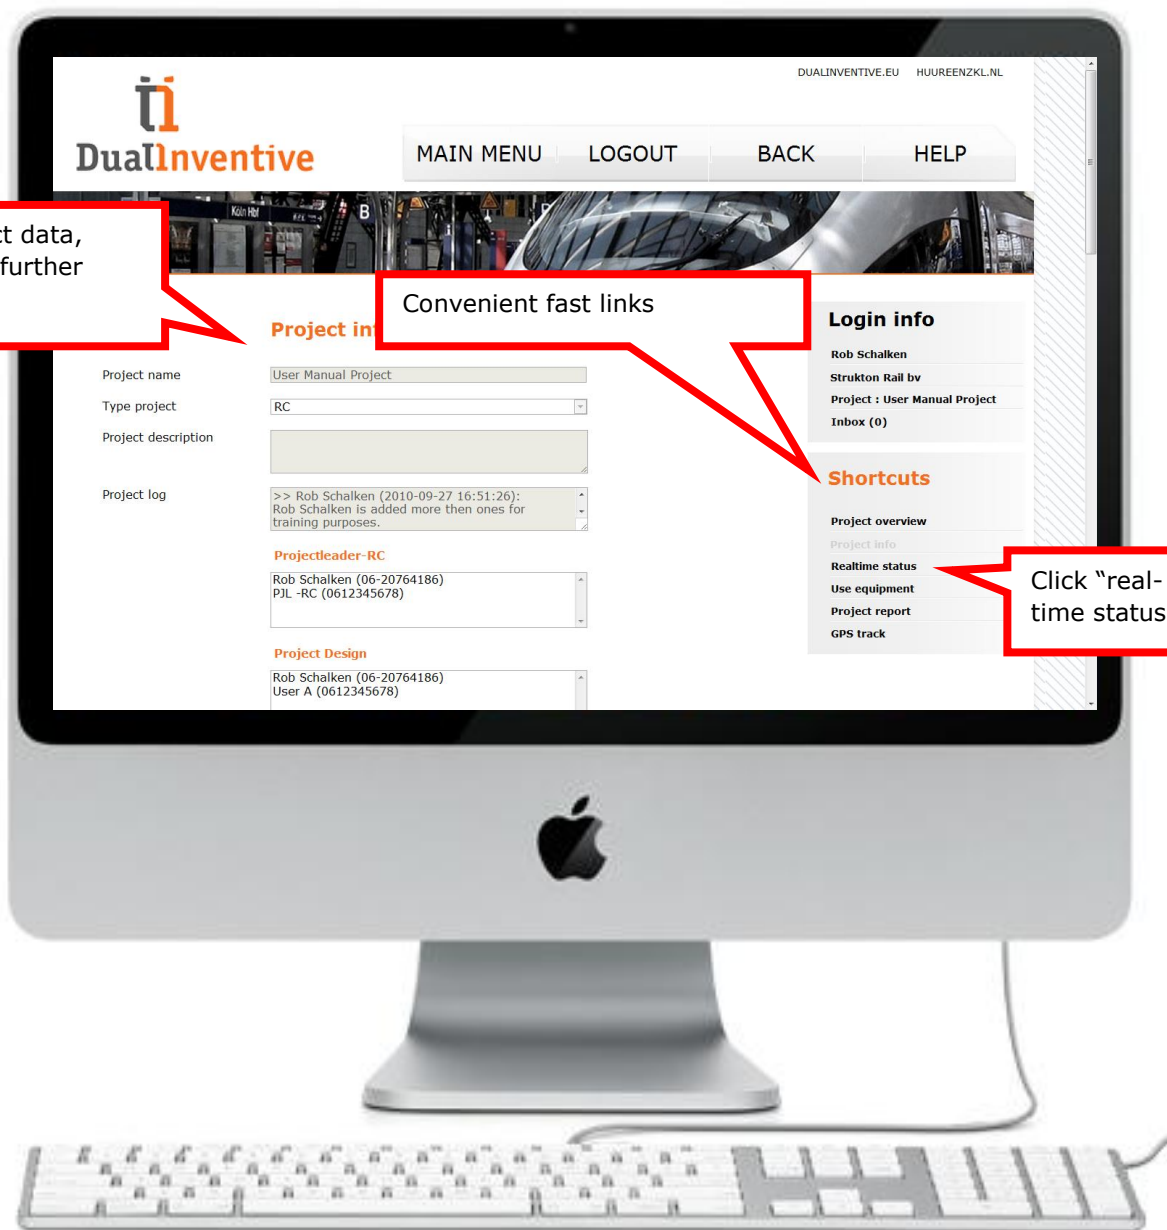 DUALINVENTIVE.EU HUUREENZKL.NL
DualInventive
MAIN MENU LOGOUT BACK HELP
Köln Hbf
B
ct data,
further
Convenient fast links
Project in
Login info
Rob Schalken
Strukton Rail bv
Project : User Manual Project
Inbox (0)
Project name
User Manual Project
Type project
RC
Project description
Project log
>> Rob Schalken (2010-09-27 16:51:26):
Rob Schalken is added more then ones for
training purposes.
Projectleader-RC
Rob Schalken (06-20764186)
PJL -RC (0612345678)
Project Design
Rob Schalken (06-20764186)
User A (0612345678)
Shortcuts
Project overview
Project info
Realtime status
Use equipment
Project report
GPS track
Click “real-
time status